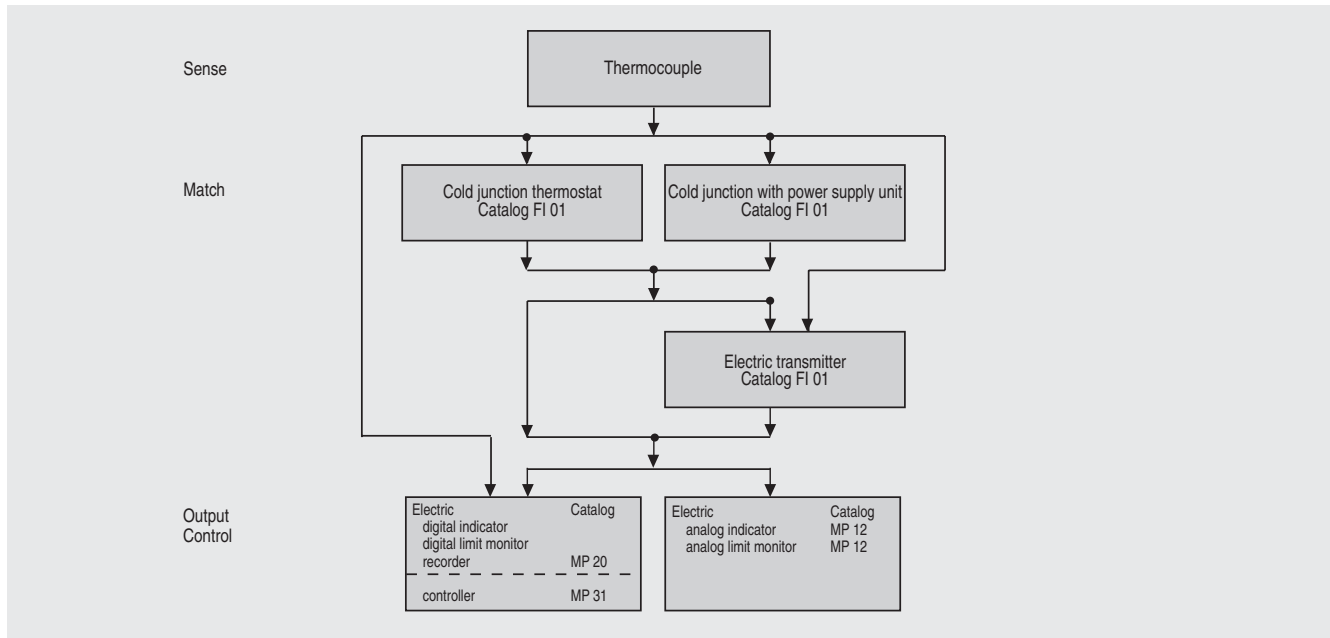 Sense
Thermocouple
Match
Cold junction thermostat
Catalog FI 01
Cold junction with power supply unit
Catalog FI 01
Electric transmitter
Catalog FI 01
Output
Control
Electric Catalog
digital indicator
digital limit monitor
recorder MP 20
controller MP 31
Electric Catalog
analog indicator MP 12
analog limit monitor MP 12